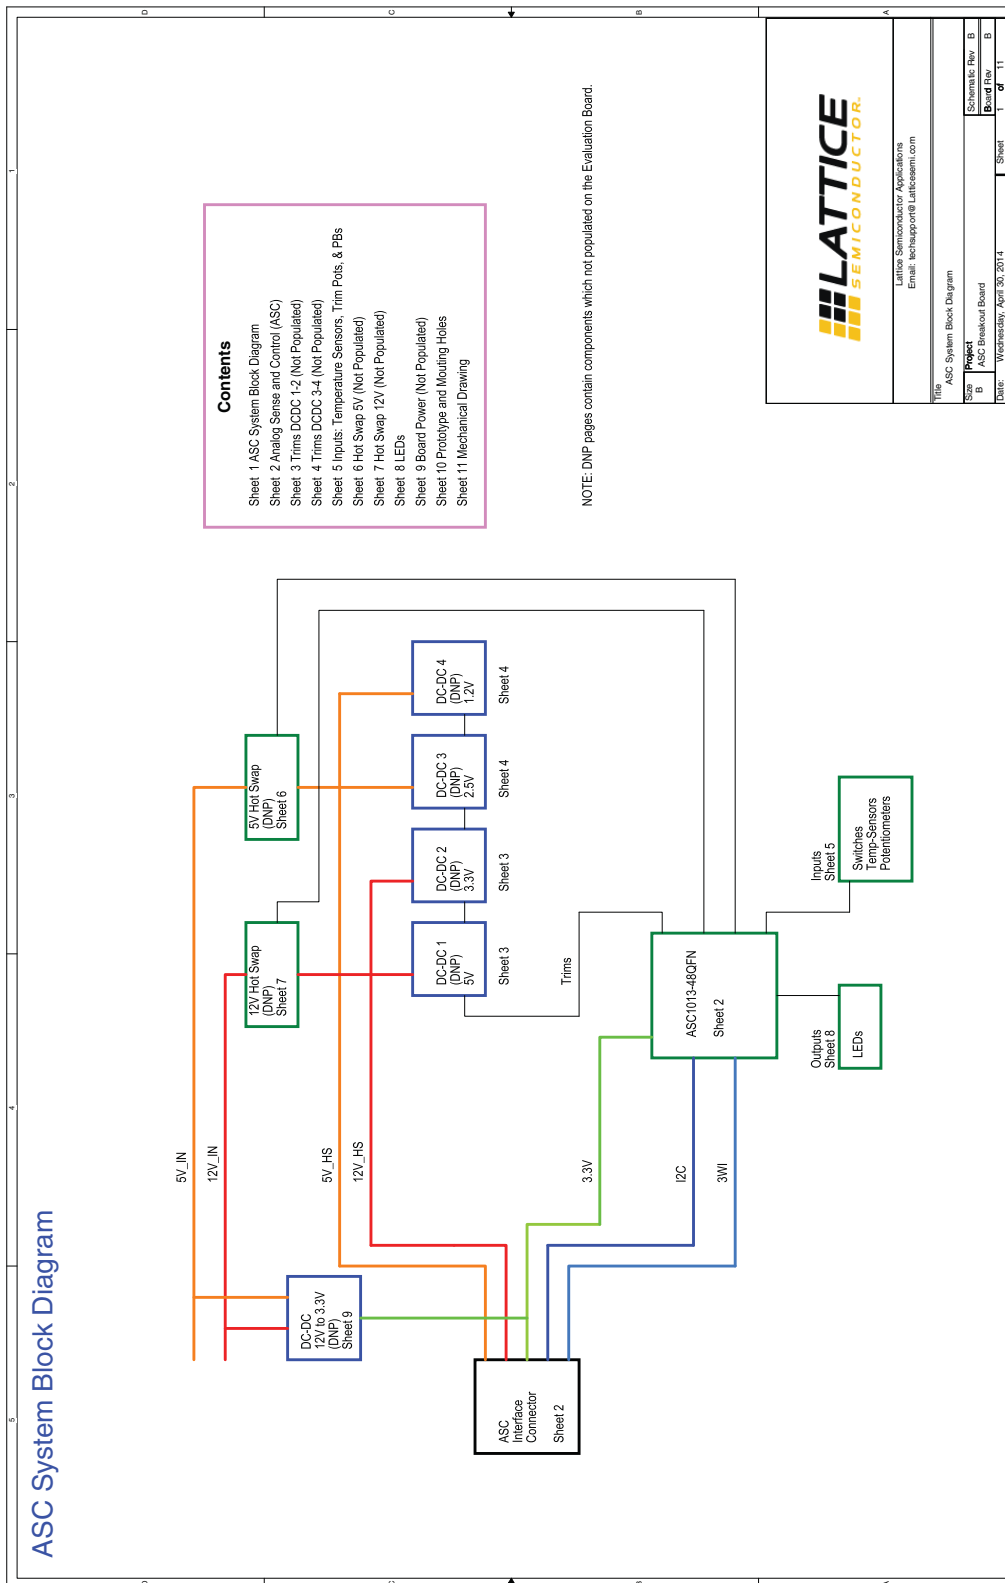 ASC System Block Diagram
5
4
3
2
1
D
C
B
A
5V_IN
12V_IN
DC-DC
12V to 3.3V
(DNP)
Sheet 9
12V Hot Swap
(DNP)
Sheet 7
5V Hot Swap
(DNP)
Sheet 6
5V_HS
12V_HS
DC-DC 1
(DNP)
5V
Sheet 3
DC-DC 2
(DNP)
3.3V
Sheet 3
DC-DC 3
(DNP)
2.5V
Sheet 4
DC-DC 4
(DNP)
1.2V
Sheet 4
ASC
Interface
Connector
Sheet 2
3.3V
I2C
3WI
Trims
ASC1013-48QFN
Sheet 2
Outputs
Sheet 8
LEDs
Inputs
Sheet 5
Switches
Temp-Sensors
Potentiometers
Contents
Sheet 1 ASC System Block Diagram
Sheet 2 Analog Sense and Control (ASC)
Sheet 3 Trims DCDC 1-2 (Not Populated)
Sheet 4 Trims DCDC 3-4 (Not Populated)
Sheet 5 Inputs: Temperature Sensors, Trim Pots, & PBs
Sheet 6 Hot Swap 5V (Not Populated)
Sheet 7 Hot Swap 12V (Not Populated)
Sheet 8 LEDs
Sheet 9 Board Power (Not Populated)
Sheet 10 Prototype and Mouting Holes
Sheet 11 Mechanical Drawing
NOTE: DNP pages contain components which not populated on the Evaluation Board.
LATTICE
SEMICONDUCTOR.
Lattice Semiconductor Applications
Email: techsupport@Latticesemi.com
Title
ASC System Block Diagram
Size
B
Project
ASC Breakout Board
Schematic Rev B
Board Rev B
Date: Wednesday, April 30, 2014
Sheet 1 of 11